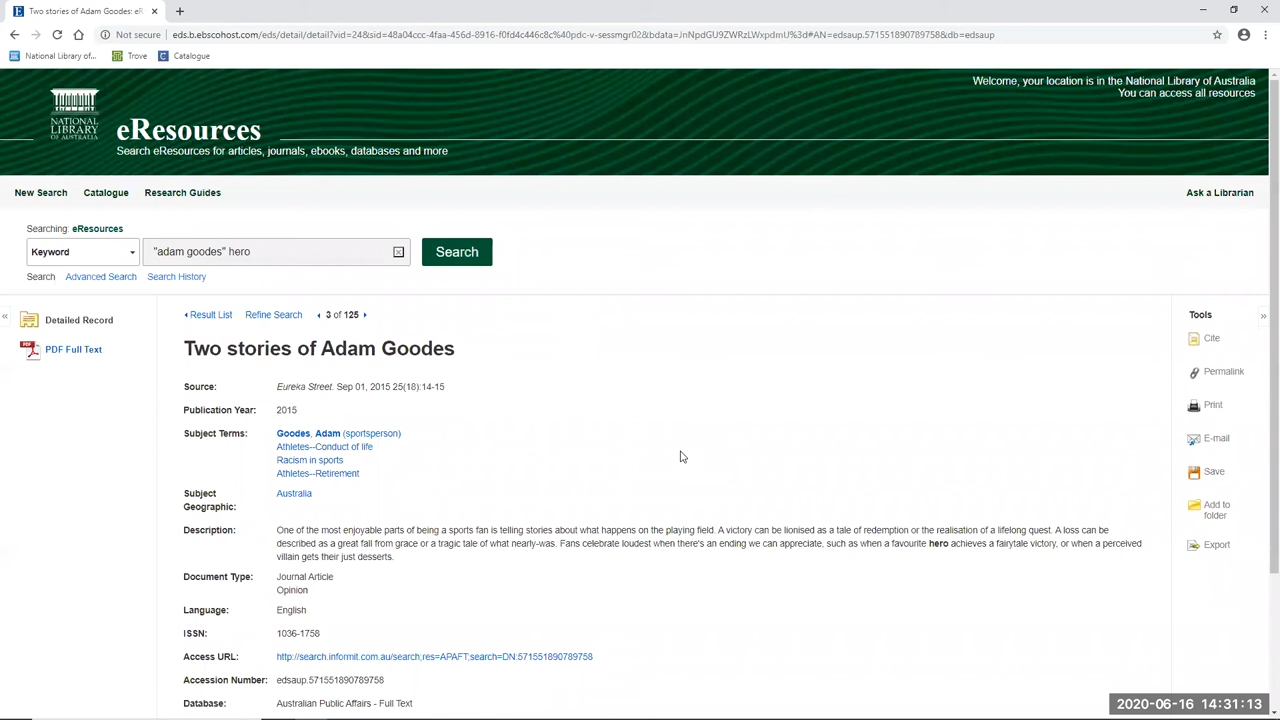 Two stories of Adam Goodes: eR
Not secure
eds.b.ebscohost.com/eds/detail/detail?vid=24&sid=48a04ccc-4faa-456d-8916-f0fd4c446c8c%40pdc-v-sessmgr02&bdata=JnNpdGU9ZWRzLWxpdmU%3d#AN=edsaup.571551890789758&db=edsaup
National Library of...
Trove
Catalogue
Welcome, your location is in the National Library of Australia
You can access all resources
NATIONAL
LIBRARY
OF AUSTRALIA
eResources
Search eResources for articles, journals, ebooks, databases and more
New Search Catalogue Research Guides
Ask a Librarian
Searching: eResources
Keyword
"adam goodes" hero
Search
Search Advanced Search Search History
Detailed Record
PDF Full Text
Result List Refine Search 3 of 125
Two stories of Adam Goodes
Source: Eureka Street. Sep 01, 2015 25(18):14-15
Publication Year: 2015
Subject Terms: Goodes, Adam (sportsperson)
Athletes--Conduct of life
Racism in sports
Athletes--Retirement
Subject Geographic: Australia
Description: One of the most enjoyable parts of being a sports fan is telling stories about what happens on the playing field. A victory can be lionised as a tale of redemption or the realisation of a lifelong quest. A loss can be
described as a great fall from grace or a tragic tale of what nearly-was. Fans celebrate loudest when there's an ending we can appreciate, such as when a favourite hero achieves a fairytale victory, or when a perceived
villain gets their just desserts.
Document Type: Journal Article
Opinion
Language: English
ISSN: 1036-1758
Access URL: http://search.informit.com.au/search;res=APAFT;search=DN:571551890789758
Accession Number: edsaup.571551890789758
Database: Australian Public Affairs - Full Text
Tools
Cite
Permalink
Print
E-mail
Save
Add to
folder
Export
2020-06-16 14:31:13